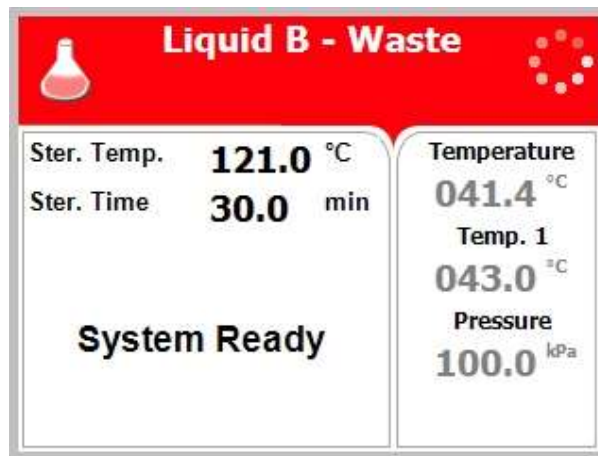 Liquid B - Waste
Ster. Temp. 121.0 °C
Ster. Time 30.0 min
System Ready
Temperature
041.4 °C
Temp. 1
043.0 °C
Pressure
100.0 kPa